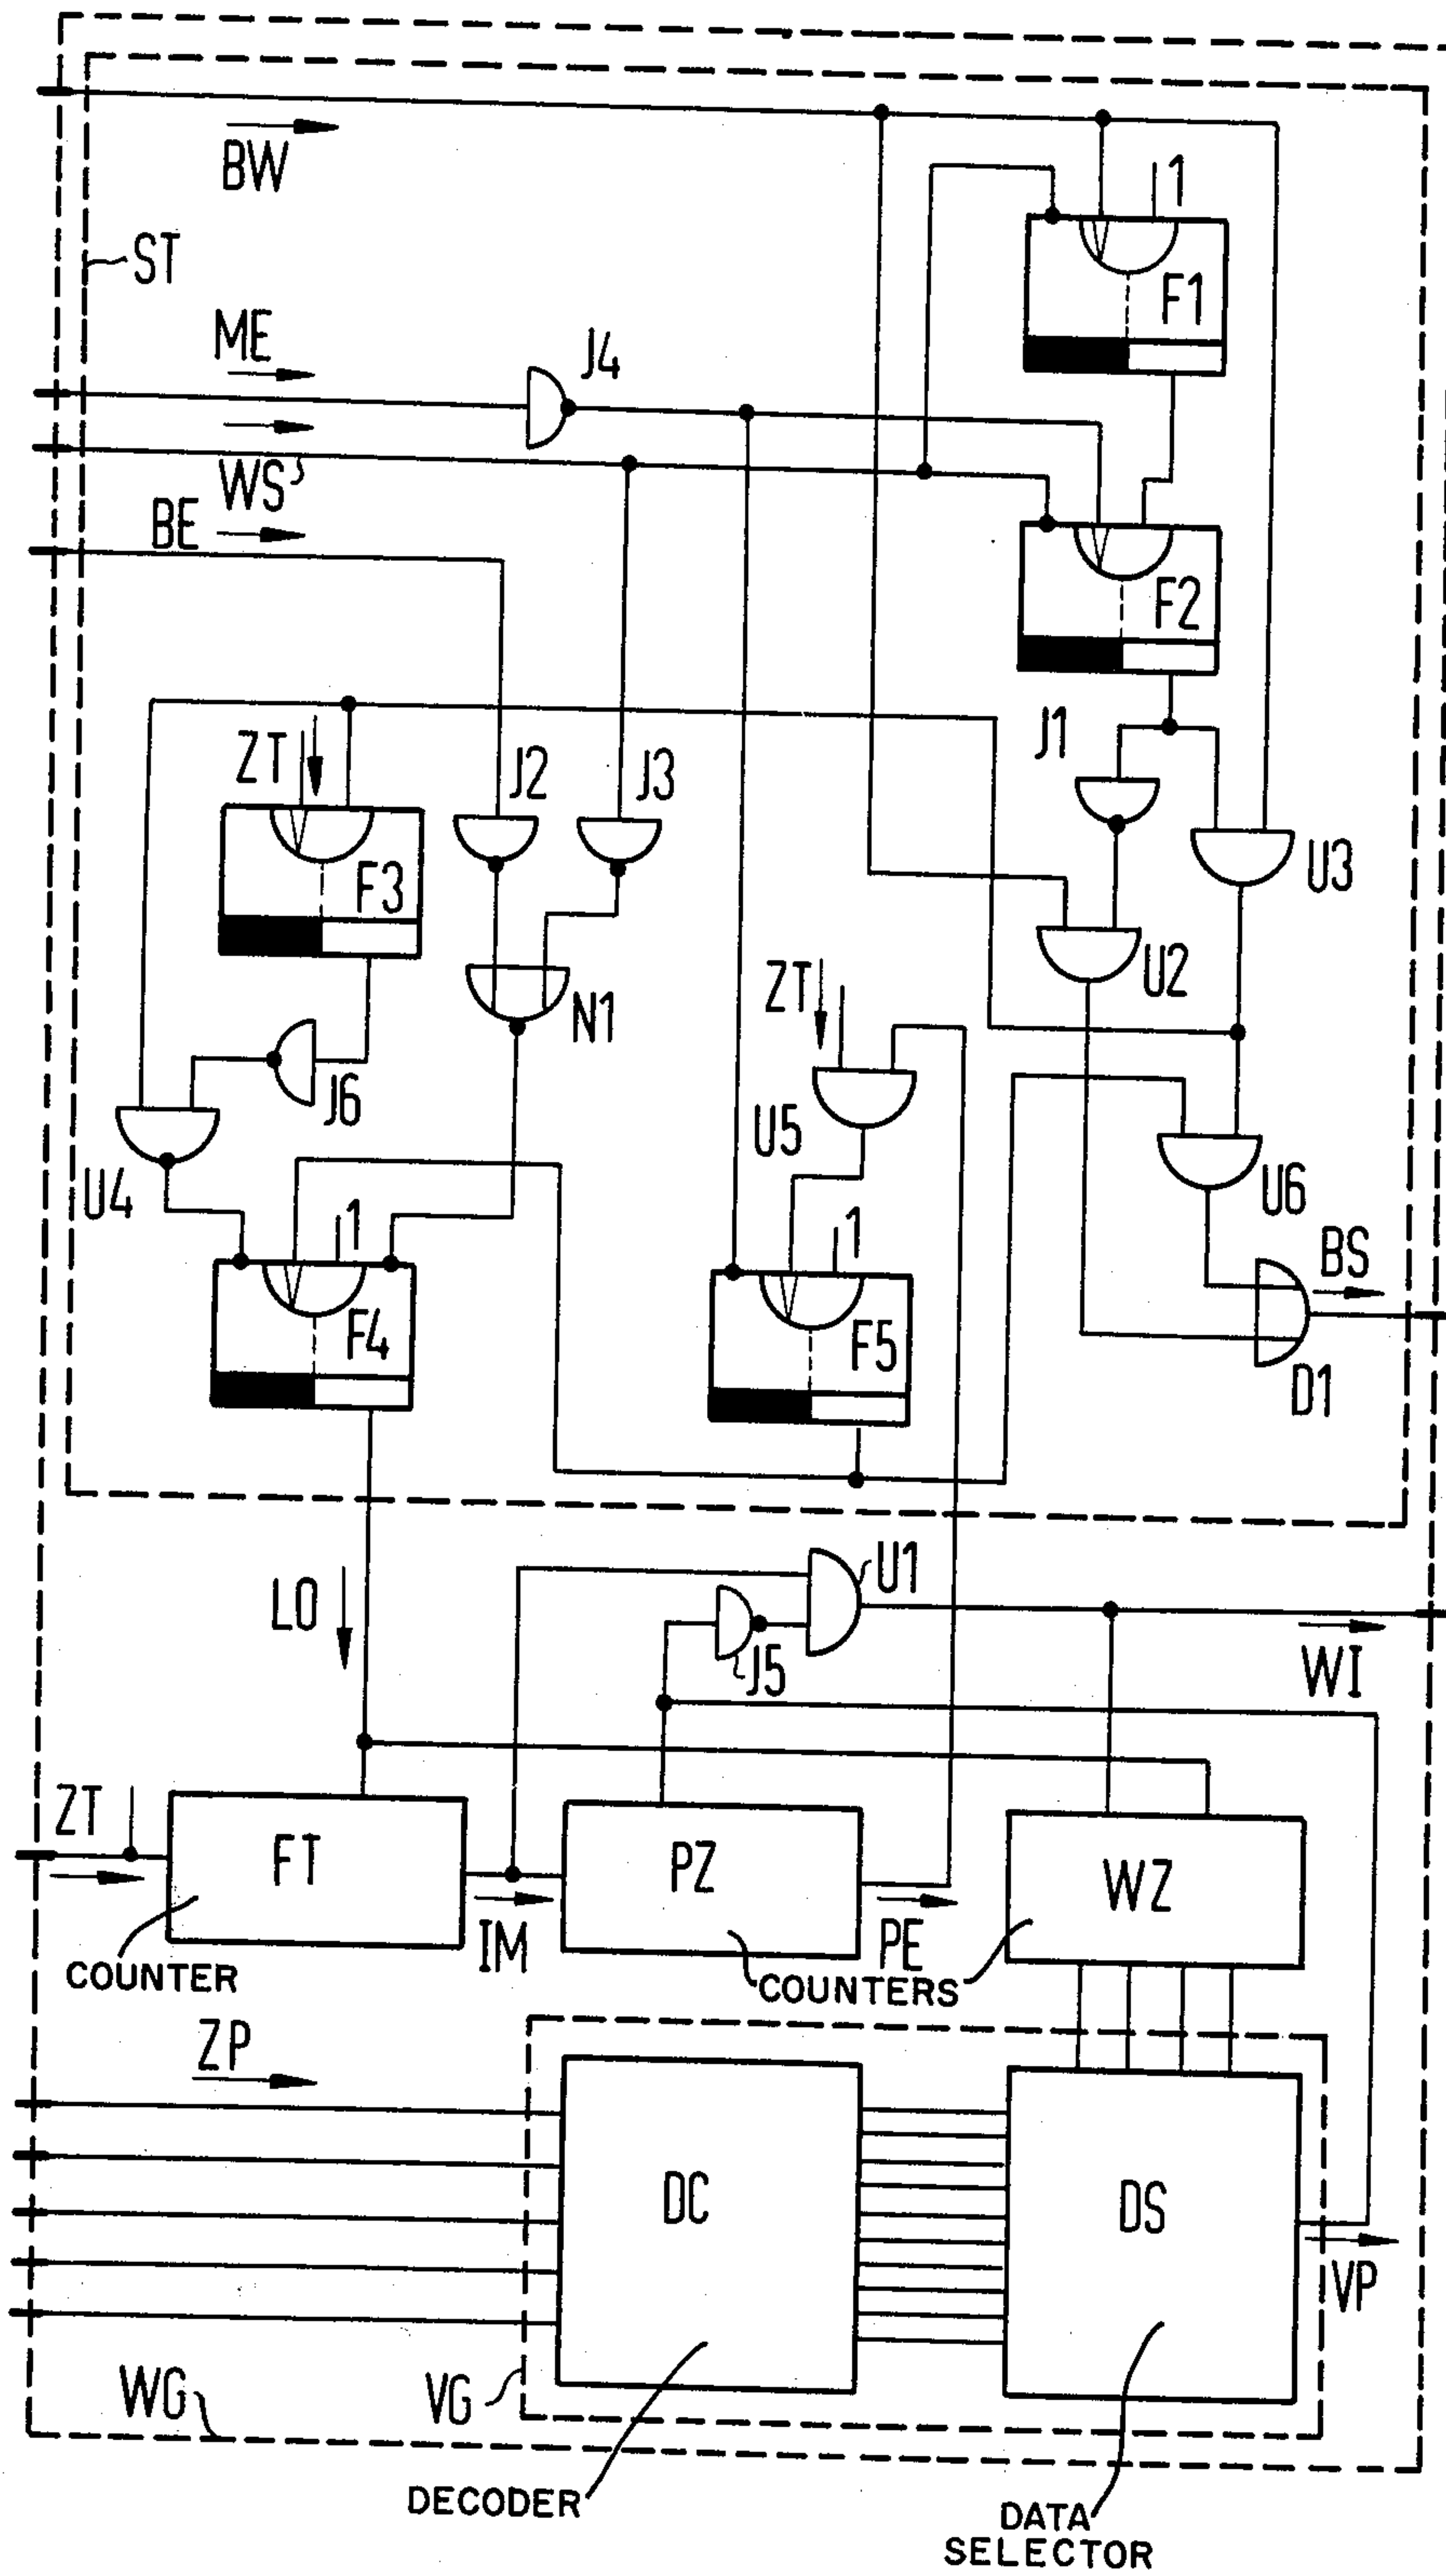 BW
1
ST
F1
ME
J4
WS
BE
F2
J1
ZT
J2
J3
U3
F3
U2
N1
ZT
J6
U5
U4
U6
1
1
BS
F4
F5
D1
U1
LO
J5
WI
ZT
FT
PZ
WZ
IM
PE
COUNTER
COUNTERS
ZP
DC
DS
VP
WG
VG
DECODER
DATA
SELECTOR